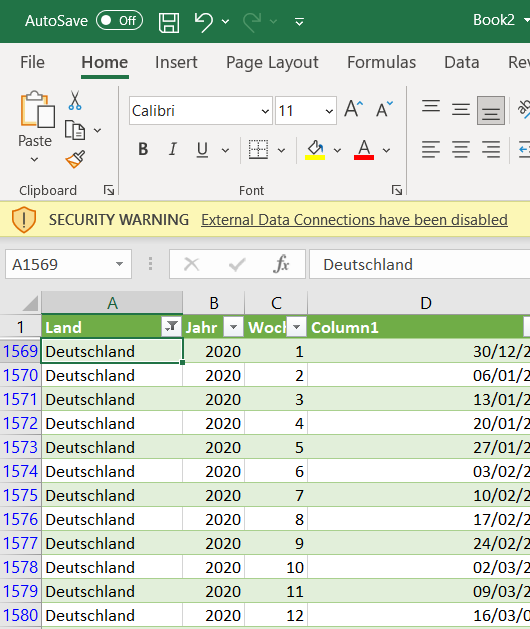 AutoSave Off Book2
File Home Insert Page Layout Formulas Data
Paste Calibri 11 A A
B I U A
Clipboard Font
SECURITY WARNING External Data Connections have been disabled
A1569 fx Deutschland
A B C D
1 Land Jahr Woch Column1
1569 Deutschland 2020 1 30/12/2
1570 Deutschland 2020 2 06/01/2
1571 Deutschland 2020 3 13/01/2
1572 Deutschland 2020 4 20/01/2
1573 Deutschland 2020 5 27/01/2
1574 Deutschland 2020 6 03/02/2
1575 Deutschland 2020 7 10/02/2
1576 Deutschland 2020 8 17/02/2
1577 Deutschland 2020 9 24/02/2
1578 Deutschland 2020 10 02/03/2
1579 Deutschland 2020 11 09/03/2
1580 Deutschland 2020 12 16/03/